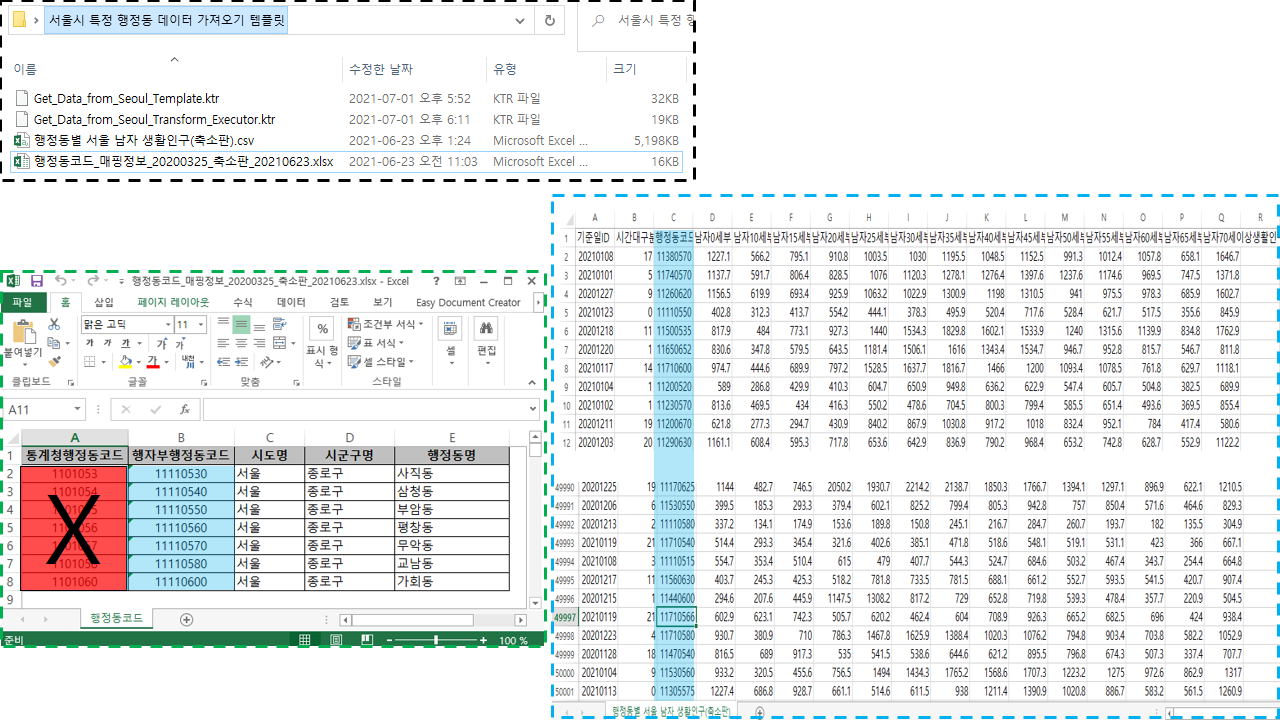 서울시 특정 행정동 데이터 가져오기 템플릿
서울시 특정 행
이름 수정한 날짜 유형 크기
Get_Data_from_Seoul_Template.ktr 2021-07-01 오후 5:52 KTR 파일 32KB
Get_Data_from_Seoul_Transform_Executor.ktr 2021-07-01 오후 6:11 KTR 파일 19KB
행정동별 서울 남자 생활인구(축소판).csv 2021-06-23 오후 1:24 Microsoft Excel ... 5,198KB
행정동코드_매핑정보_20200325_축소판_20210623.xlsx 2021-06-23 오전 11:03 Microsoft Excel ... 16KB
행정동코드_매핑정보_20200325_축소판_20210623.xlsx - Excel
파일 홈 삽입 페이지 레이아웃 수식 데이터 검토 보기 Easy Document Creator
붙여넣기
맑은 고딕 11
가 가 가
내천
표시 형식
조건부 서식
표 서식
셀 스타일
셀
편집
클립보드 글꼴 맞춤 스타일
A11 fx
A B C D E
1 통계청행정동코드 행자부행정동코드 시도명 시군구명 행정동명
2 1101053 11110530 서울 종로구 사직동
3 1101054 11110540 서울 종로구 삼청동
4 11110550 서울 종로구 부암동
5 11110560 서울 종로구 평창동
6 11110570 서울 종로구 무악동
7 11110580 서울 종로구 교남동
8 1101060 11110600 서울 종로구 가회동
9
X
행정동코드
준비 100 %
A B C D E F G H I J K L M N O P Q R
1 기준일ID 시간대구분 행정동코드 남자0세부 남자10세부 남자15세부 남자20세부 남자25세부 남자30세부 남자35세부 남자40세부 남자45세부 남자50세부 남자55세부 남자60세부 남자65세부 남자70세이상생활인
2 20210108 17 11380570 1227.1 566.2 795.1 910.8 1003.5 1030 1195.5 1048.5 1152.5 991.3 1012.4 1057.8 658.1 1646.7
3 20210101 5 11740570 1137.7 591.7 806.4 828.3 1076 1120.3 1278.1 1276.4 1397.6 1237.6 1174.6 969.5 747.5 1371.8
4 20201227 9 11260620 1156.5 619.9 693.4 925.9 1063.2 1022.9 1300.9 1198 1310.5 941 975.5 978.3 685.9 1602.7
5 20210123 0 11110550 402.8 312.3 413.7 554.2 444.1 378.3 495.9 520.4 717.6 528.4 621.7 517.5 355.6 845.9
6 20201218 11 11500535 817 484 773.1 927.3 1440 1534.3 1829.8 1602.1 1533.9 1240 1315.6 1139.9 834.8 1762.9
7 20201220 1 11650652 830.6 347.8 579.5 643.5 1181.4 1506.1 1616 1343.4 1534.7 946.7 952.8 815.7 546.7 811.8
8 20210117 14 11710600 974.7 444.6 689.9 797.2 1528.5 1637.7 1816.7 1466 1200 1093.4 1078.5 761.8 629.7 1118.1
9 20210104 1 11200520 589 286.8 429.9 410.3 604.7 650.9 949.8 636.2 622.9 547.4 605.7 504.8 382.5 689.9
10 20210102 1 11230570 813.6 469.5 434 416.3 550.2 478.6 704.5 800.3 799.4 585.5 651.4 493.6 369.5 855.4
11 20201211 19 11200670 621.8 277.3 294.7 430.9 840.2 867.9 1030.8 917.2 1018 832.4 952.1 784 417.4 580.6
12 20201203 20 11290630 1161.1 608.4 595.3 717.8 653.6 642.9 836.9 790.2 968.4 653.2 742.8 628.7 552.9 1122.2
49990 20201225 19 11170625 1144 482.7 746.5 2050.2 1930.7 2214.2 2138.7 1850.3 1766.7 1394.1 1297.1 896.9 622.1 1210.5
49991 20201206 6 11530550 399.5 185.3 293.3 379.4 602.1 825.2 799.4 805.3 942.8 757 850.4 571.6 464.6 829.3
49992 20201213 2 11110580 337.2 134.1 174.9 153.6 189.8 150.8 245.1 216.7 284.7 260.7 193.7 182 135.5 304.9
49993 20201119 21 11710540 514.4 293.3 345.4 321.6 402.6 385.1 471.8 518.6 548.1 519.1 531.1 423 366 667.1
49994 20210108 3 11110515 554.7 353.4 510.4 615 479 407.7 544.3 524.7 684.6 503.2 467.4 343.7 254.4 664.8
49995 20201217 11 11560630 403.7 245.3 425.3 518.2 781.8 733.5 781.5 688.1 661.2 552.7 593.5 541.5 420.7 907.4
49996 20201215 1 11440600 294.6 207.6 445.9 1147.5 1308.2 817.2 729 652.8 719.8 539.3 478.4 357.7 220.9 504.5
49997 20210119 21 11710566 602.9 623.1 742.3 505.7 620.2 462.4 604 708.9 926.3 665.2 682.5 696 424 938.4
49998 20201223 4 11710580 930.7 380.9 710 786.3 1467.8 1625.9 1388.4 1020.3 1076.2 794.8 903.4 703.8 582.2 1052.9
49999 20201128 18 11470540 816.5 689 917.3 535 541.5 538.6 644.6 621.2 895.5 796.8 674.3 507.3 337.4 707.7
50000 20210104 9 11530560 933.2 320.5 455.6 756.5 1494 1434.3 1765.2 1568.6 1707.3 1223.2 1275 972.6 862.9 1317
50001 20210113 0 11305575 1227.4 686.8 928.7 661.1 514.6 611.5 938 1211.4 1390.9 1020.8 886.7 583.2 561.5 1260.9
행정동별 서울 남자 생활인구(축소판)